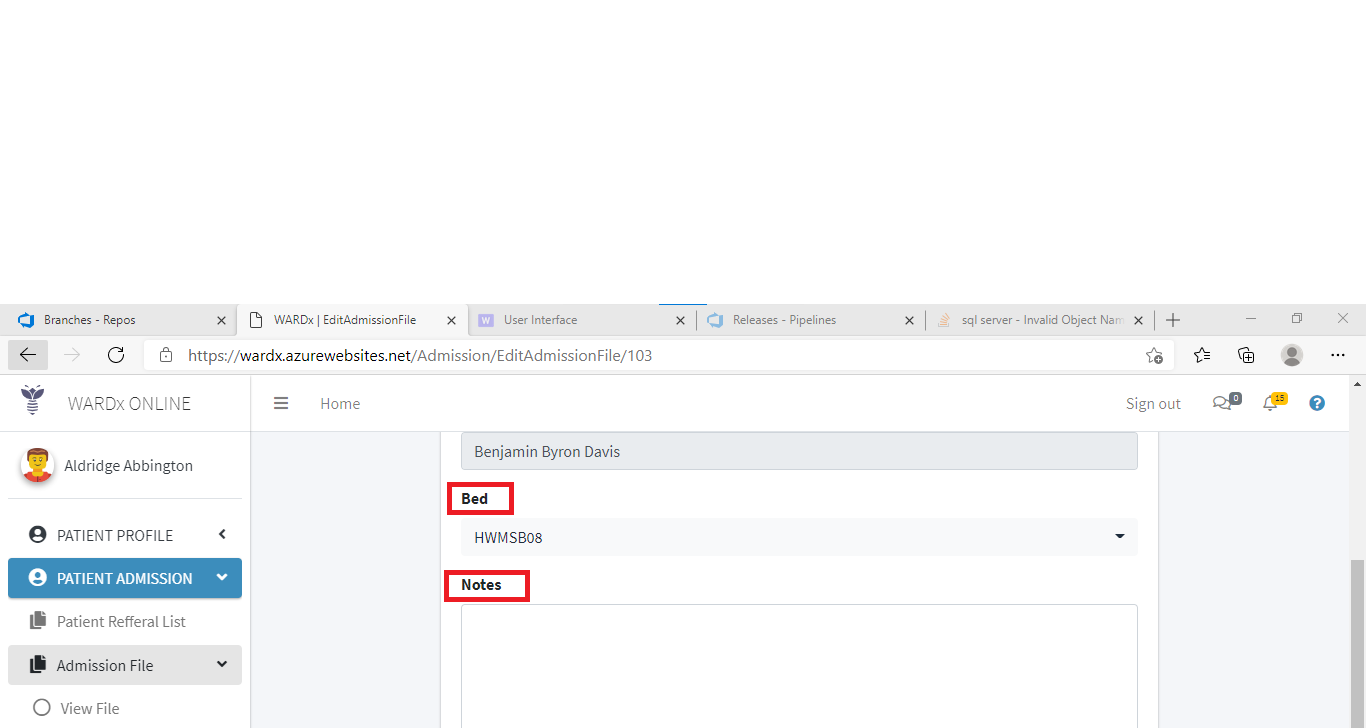 Branches - Repos
WARDx | EditAdmissionFile
User Interface
Releases - Pipelines
sql server - Invalid Object Nam
https://wardx.azurewebsites.net/Admission/EditAdmissionFile/103
WARDx ONLINE
Home
Sign out
0
15
Aldridge Abbington
PATIENT PROFILE
PATIENT ADMISSION
Patient Refferal List
Admission File
View File
Benjamin Byron Davis
Bed
HWMSB08
Notes